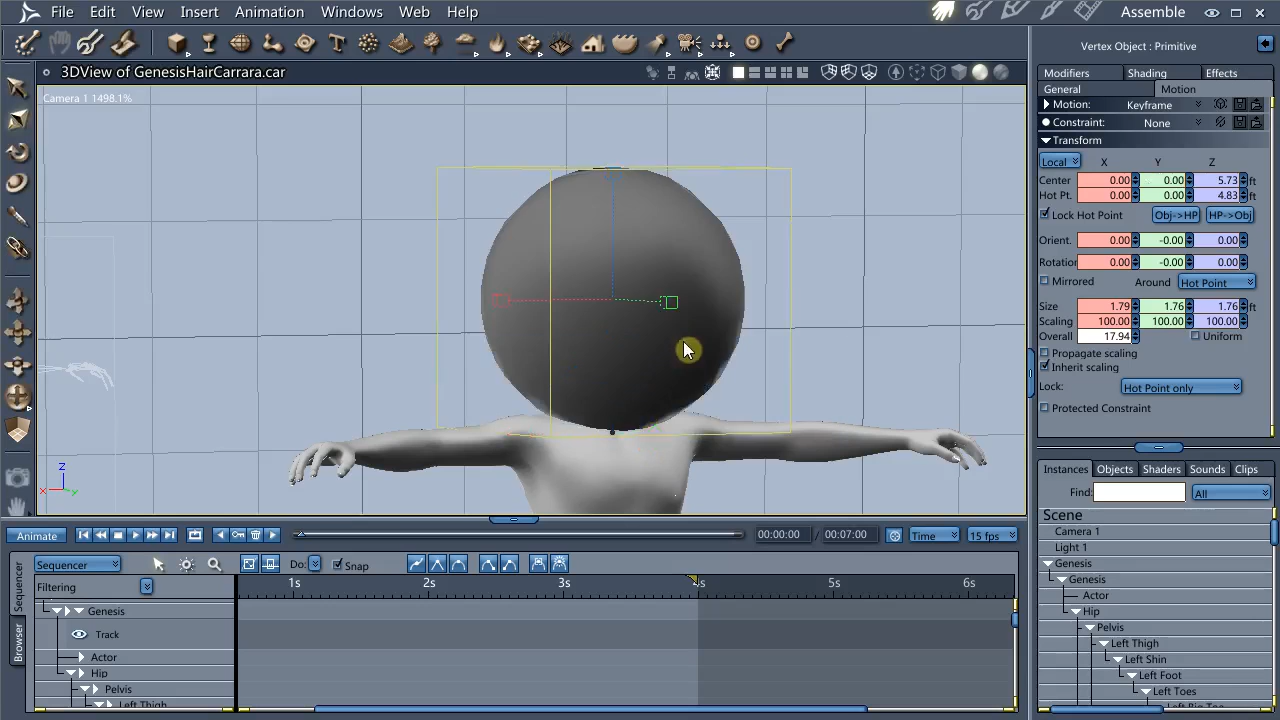 File Edit View Insert Animation Windows Web Help Assemble
3DView of GenesisHairCarrara.car
Camera 1 1498.1%
Z
X
Y
Vertex Object : Primitive
Modifiers Shading Effects
General Motion
Motion: Keyframe
Constraint: None
Transform
Local X Y Z
Center 0.00 0.00 5.73 ft
Hot Pt. 0.00 0.00 4.83 ft
Lock Hot Point Obj->HP HP->Obj
Orient. 0.00 -0.00 0.00
Rotation 0.00 -0.00 0.00
Mirrored Around Hot Point
Size 1.79 1.76 1.76 ft
Scaling 100.00 100.00 100.00
Overall 17.94 Uniform
Propagate scaling
Inherit scaling
Lock: Hot Point only
Protected Constraint
Instances Objects Shaders Sounds Clips
Find: All
Scene
Camera 1
Light 1
Genesis
Genesis
Actor
Hip
Pelvis
Left Thigh
Left Shin
Left Foot
Left Toes
Left Big Toe
Animate 00:00:00 / 00:07:00 Time 15 fps
Sequencer
Browser
Sequencer Do: Snap
Filtering 1s 2s 3s 4s 5s 6s
Genesis
Track
Actor
Hip
Pelvis
Left Thigh